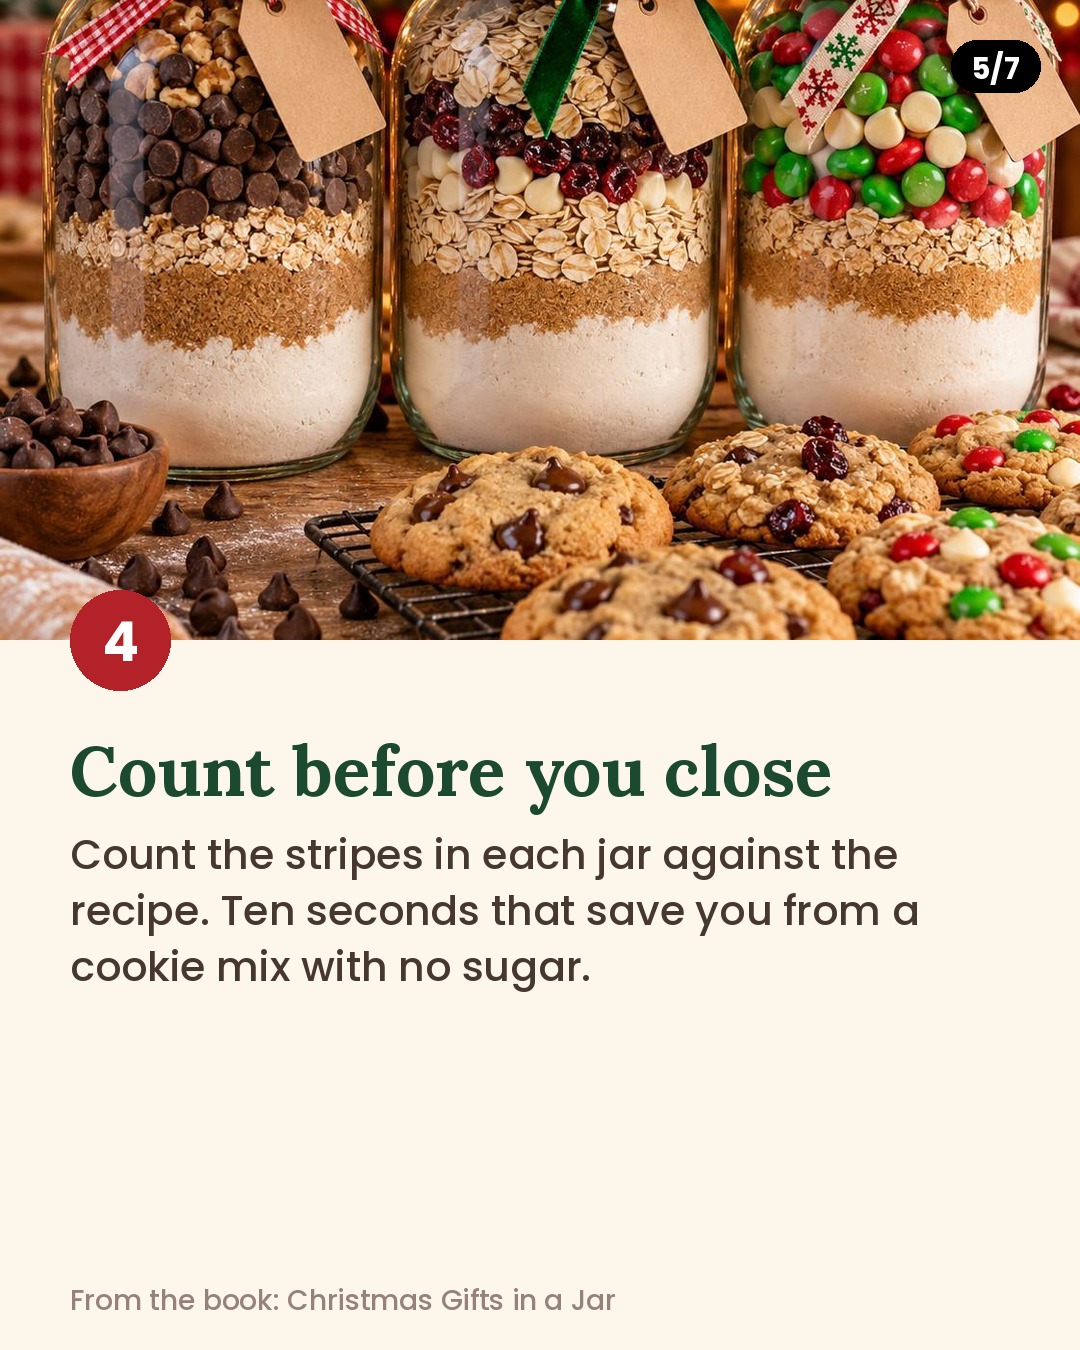 5/7
4
Count before you close
Count the stripes in each jar against the
recipe. Ten seconds that save you from a
cookie mix with no sugar.
From the book: Christmas Gifts in a Jar